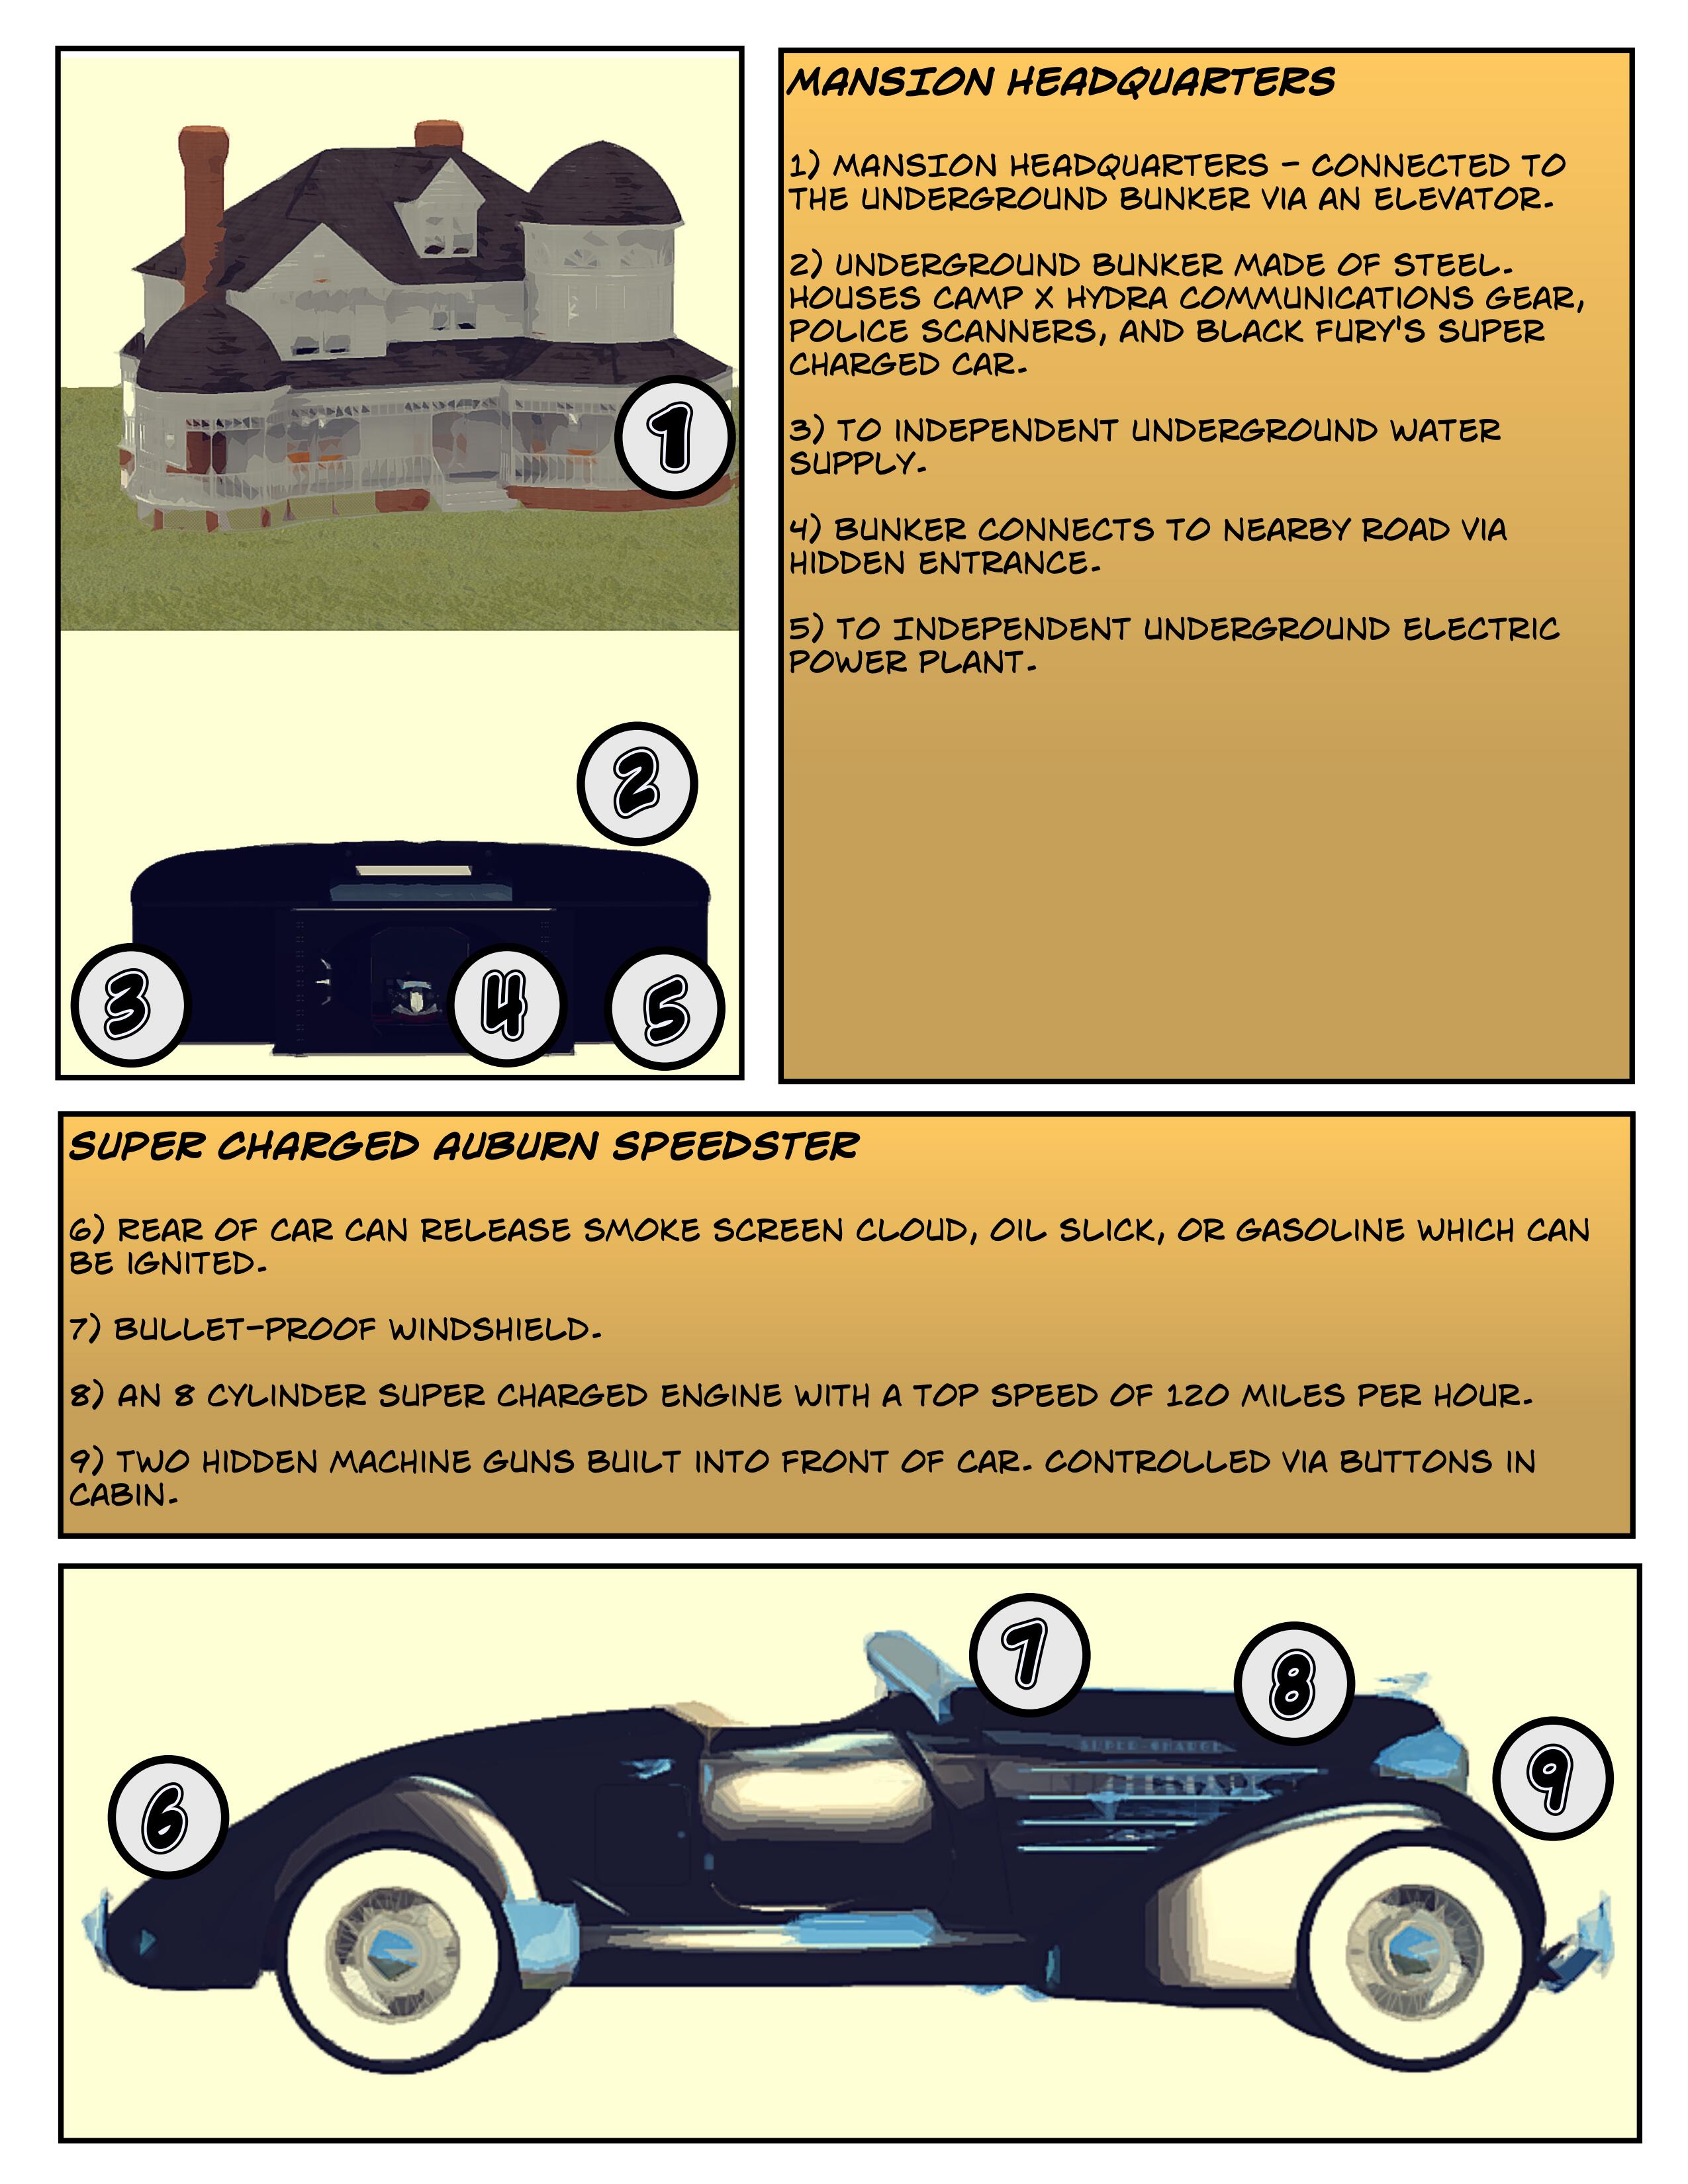 MANSION HEADQUARTERS
1) MANSION HEADQUARTERS - CONNECTED TO
THE UNDERGROUND BUNKER VIA AN ELEVATOR.
2) UNDERGROUND BUNKER MADE OF STEEL.
HOUSES CAMP X HYDRA COMMUNICATIONS GEAR,
POLICE SCANNERS, AND BLACK FURY'S SUPER
CHARGED CAR.
3) TO INDEPENDENT UNDERGROUND WATER
SUPPLY.
4) BUNKER CONNECTS TO NEARBY ROAD VIA
HIDDEN ENTRANCE.
5) TO INDEPENDENT UNDERGROUND ELECTRIC
POWER PLANT.
1
2
3
4
5
SUPER CHARGED AUBURN SPEEDSTER
6) REAR OF CAR CAN RELEASE SMOKE SCREEN CLOUD, OIL SLICK, OR GASOLINE WHICH CAN
BE IGNITED.
7) BULLET-PROOF WINDSHIELD.
8) AN 8 CYLINDER SUPER CHARGED ENGINE WITH A TOP SPEED OF 120 MILES PER HOUR.
9) TWO HIDDEN MACHINE GUNS BUILT INTO FRONT OF CAR. CONTROLLED VIA BUTTONS IN
CABIN.
7
8
6
9
SUPER CHARGE